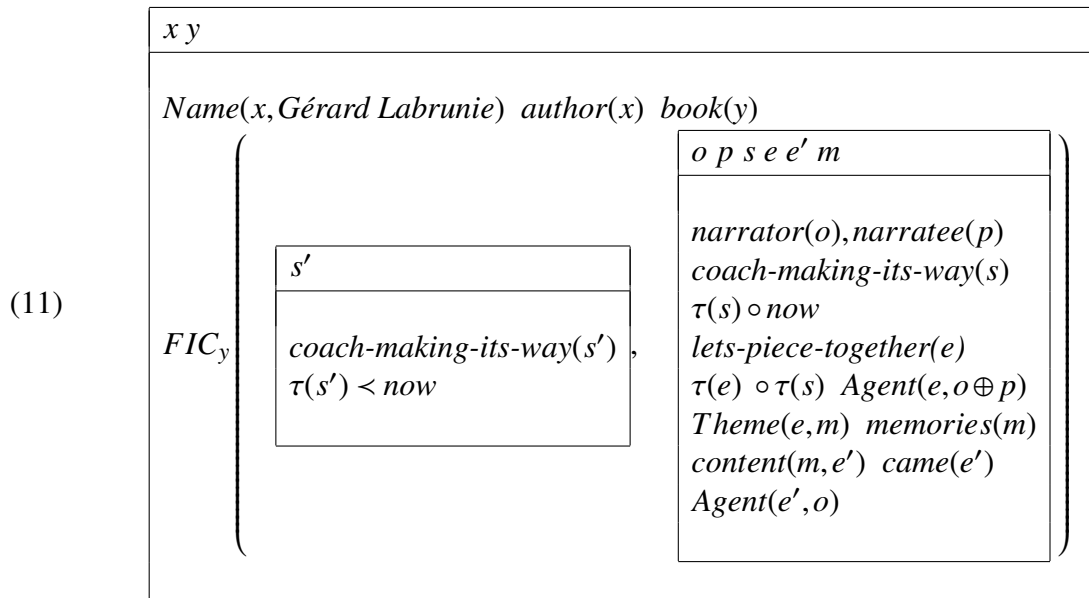 x y
Name(x, Gérard Labrunie) author(x) book(y)
(11)
FIC_y
s′
coach-making-its-way(s′)
τ(s′) ≺ now
,
o p s e e′ m
narrator(o), narratee(p)
coach-making-its-way(s)
τ(s) ∘ now
lets-piece-together(e)
τ(e) ∘ τ(s) Agent(e, o ⊕ p)
Theme(e, m) memories(m)
content(m, e′) came(e′)
Agent(e′, o)